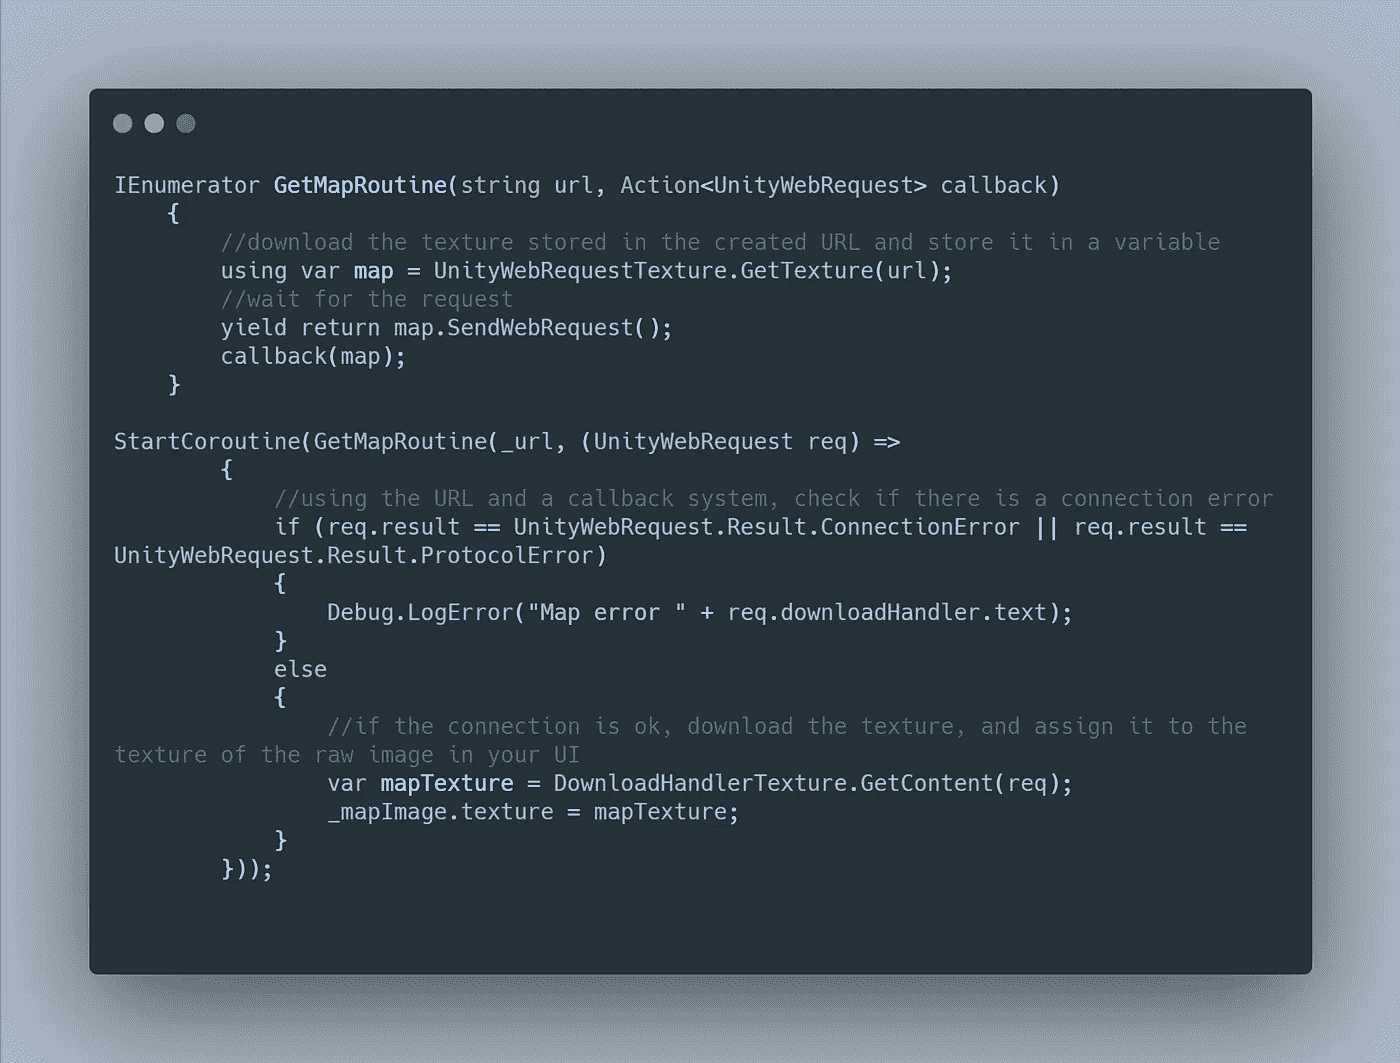 IEnumerator GetMapRoutine(string url, Action<UnityWebRequest> callback)
{
//download the texture stored in the created URL and store it in a variable
using var map = UnityWebRequestTexture.GetTexture(url);
//wait for the request
yield return map.SendWebRequest();
callback(map);
}
StartCoroutine(GetMapRoutine(_url, (UnityWebRequest req) =>
{
//using the URL and a callback system, check if there is a connection error
if (req.result == UnityWebRequest.Result.ConnectionError || req.result ==
UnityWebRequest.Result.ProtocolError)
{
Debug.LogError("Map error " + req.downloadHandler.text);
}
else
{
//if the connection is ok, download the texture, and assign it to the
texture of the raw image in your UI
var mapTexture = DownloadHandlerTexture.GetContent(req);
_mapImage.texture = mapTexture;
}
}));